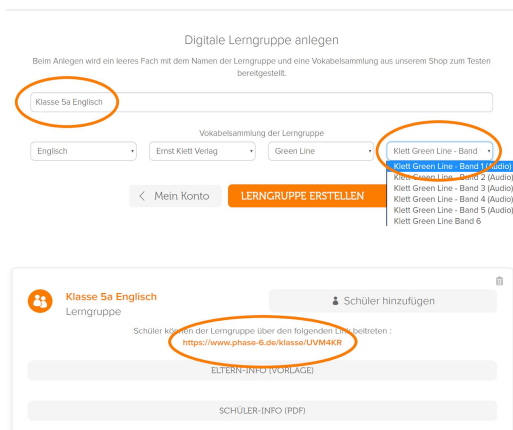 Digitale Lerngruppe anlegen
Beim Anlegen wird ein leeres Fach mit dem Namen der Lerngruppe und eine Vokabelsammlung aus unserem Shop zum Testen
bereitgestellt.
Klasse 5a Englisch
Vokabelsammlung der Lerngruppe
Englisch Ernst Klett Verlag Green Line Klett Green Line - Band
Klett Green Line - Band 1 (Audio)
Klett Green Line - Band 2 (Audio)
Klett Green Line - Band 3 (Audio)
Klett Green Line - Band 4 (Audio)
Klett Green Line - Band 5 (Audio)
Klett Green Line Band 6
< Mein Konto LERNGRUPPE ERSTELLEN
Klasse 5a Englisch
Lerngruppe
Schüler hinzufügen
Schüler können der Lerngruppe über den folgenden Link beitreten :
https://www.phase-6.de/klasse/UVM4KR
ELTERN-INFO (VORLAGE)
SCHÜLER-INFO (PDF)